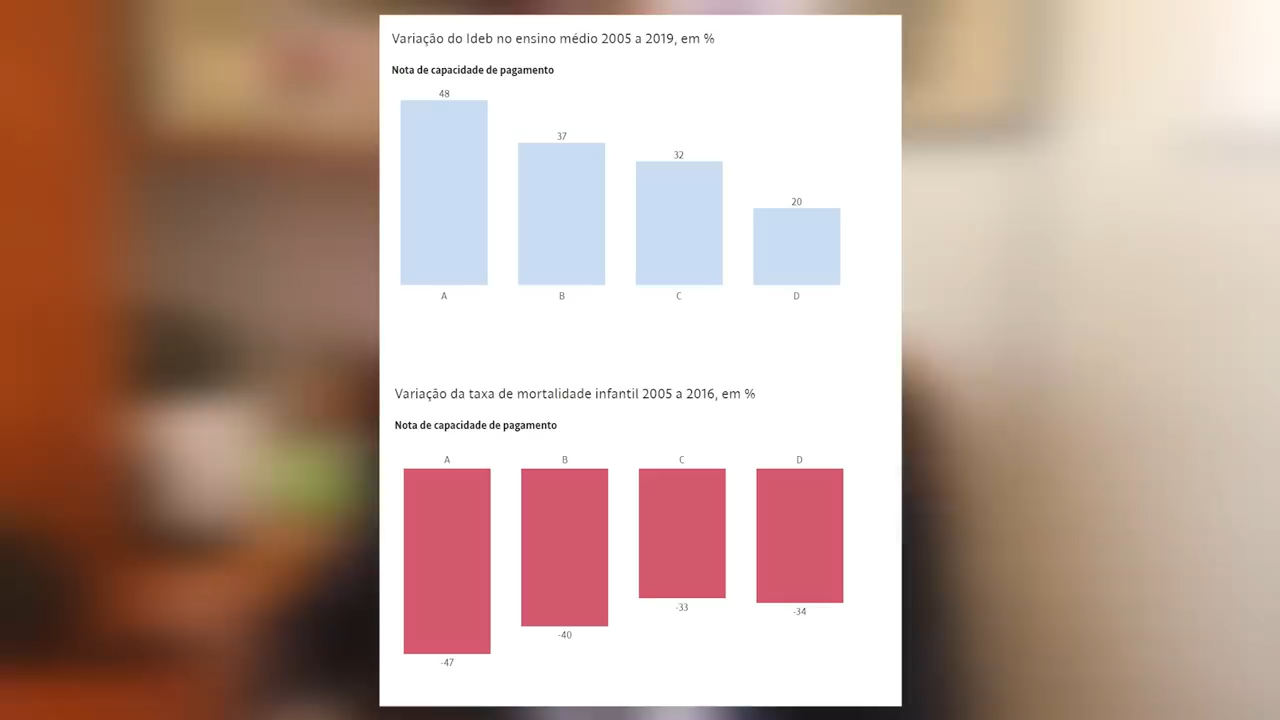 Variação do Ideb no ensino médio 2005 a 2019, em %
Nota de capacidade de pagamento
48
37
32
20
A
B
C
D
Variação da taxa de mortalidade infantil 2005 a 2016, em %
Nota de capacidade de pagamento
A
B
C
D
-47
-40
-33
-34